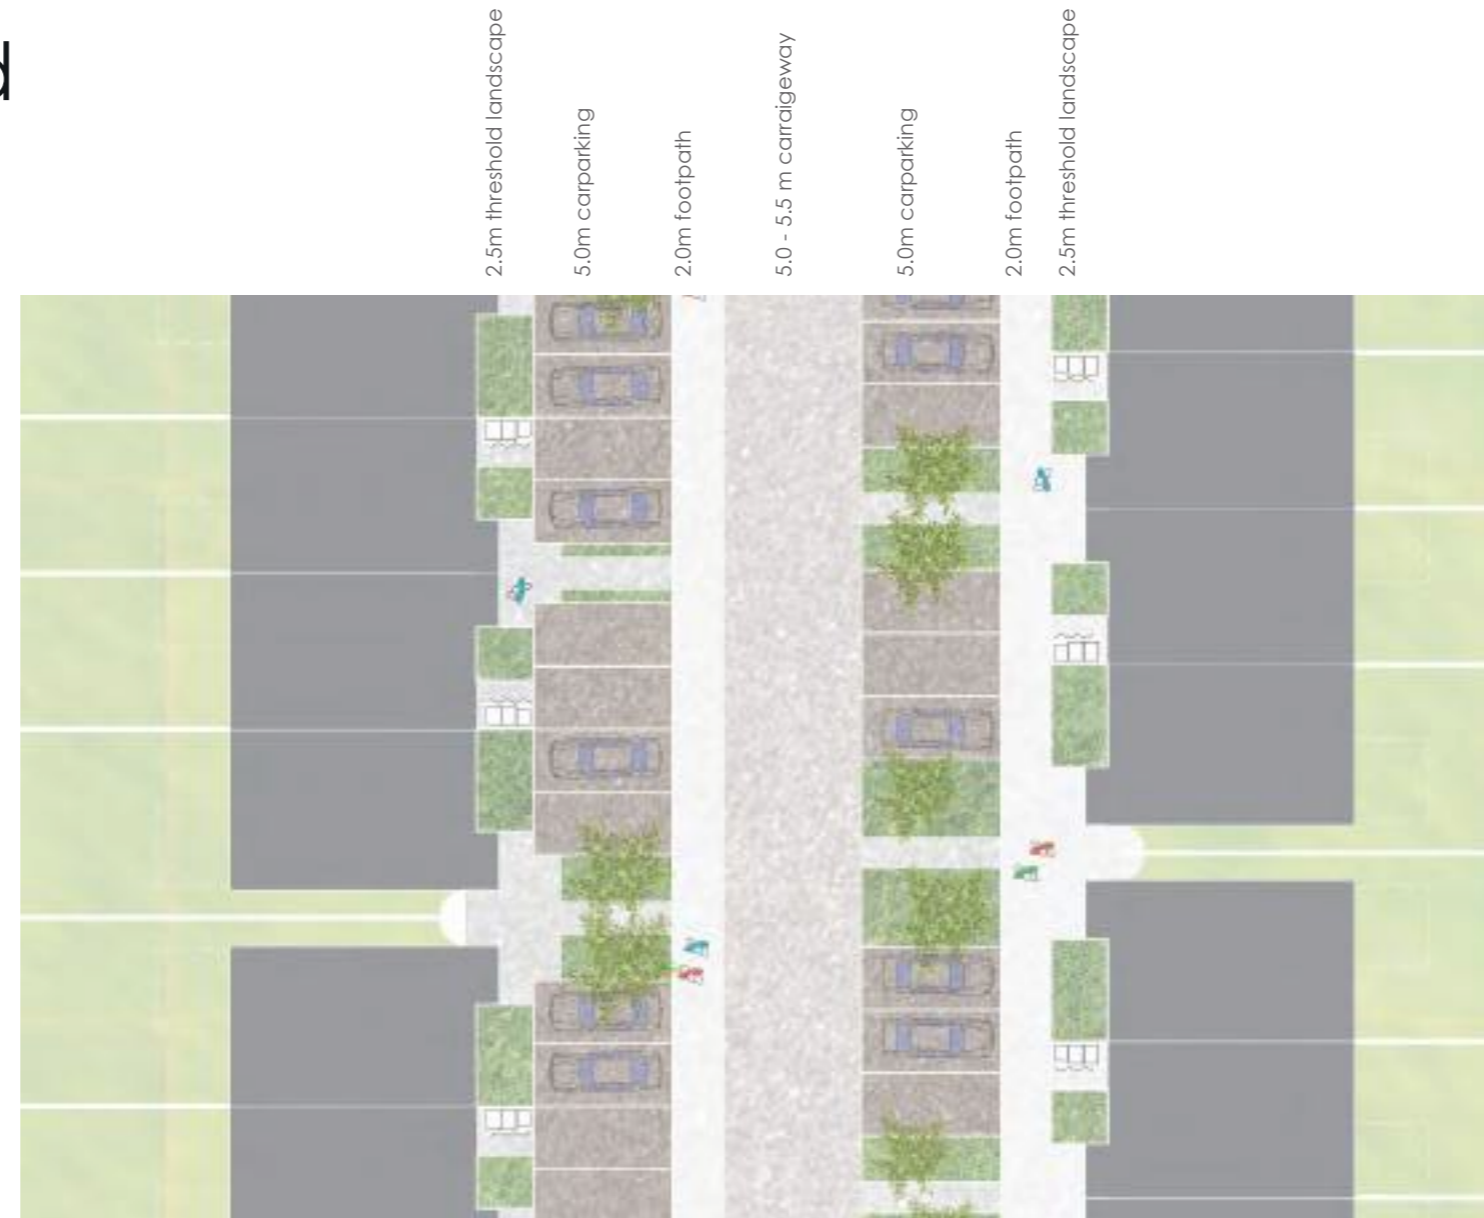 d
2.5m threshold landscape
5.0m carparking
2.0m footpath
5.0 - 5.5 m carraigeway
5.0m carparking
2.0m footpath
2.5m threshold landscape